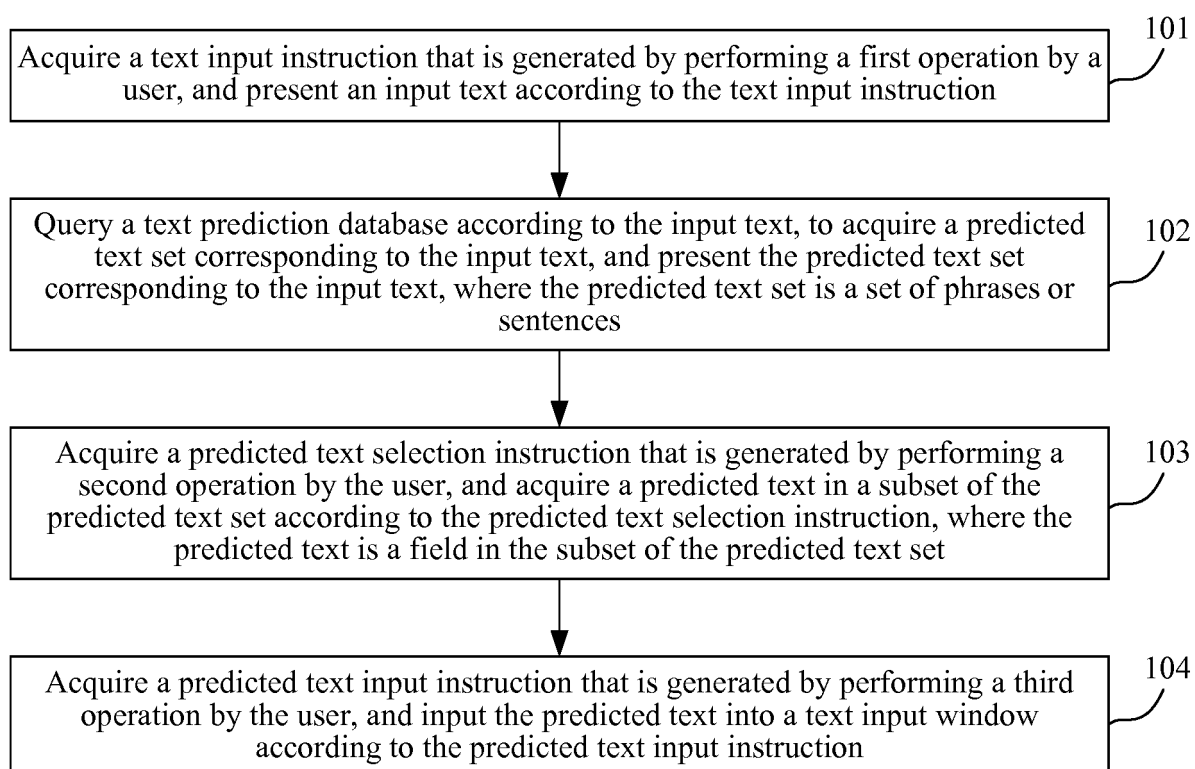 101
Acquire a text input instruction that is generated by performing a first operation by a
user, and present an input text according to the text input instruction
102
Query a text prediction database according to the input text, to acquire a predicted
text set corresponding to the input text, and present the predicted text set
corresponding to the input text, where the predicted text set is a set of phrases or
sentences
103
Acquire a predicted text selection instruction that is generated by performing a
second operation by the user, and acquire a predicted text in a subset of the
predicted text set according to the predicted text selection instruction, where the
predicted text is a field in the subset of the predicted text set
104
Acquire a predicted text input instruction that is generated by performing a third
operation by the user, and input the predicted text into a text input window
according to the predicted text input instruction